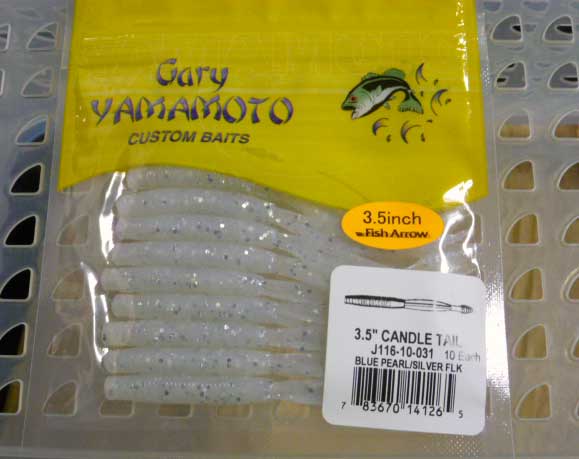 Gary
YAMAMOTO
CUSTOM BAITS
3.5inch
Fish Arrow
3.5" CANDLE TAIL
J116-10-031 10 Each
BLUE PEARL/SILVER FLK
7 83670 14126 5